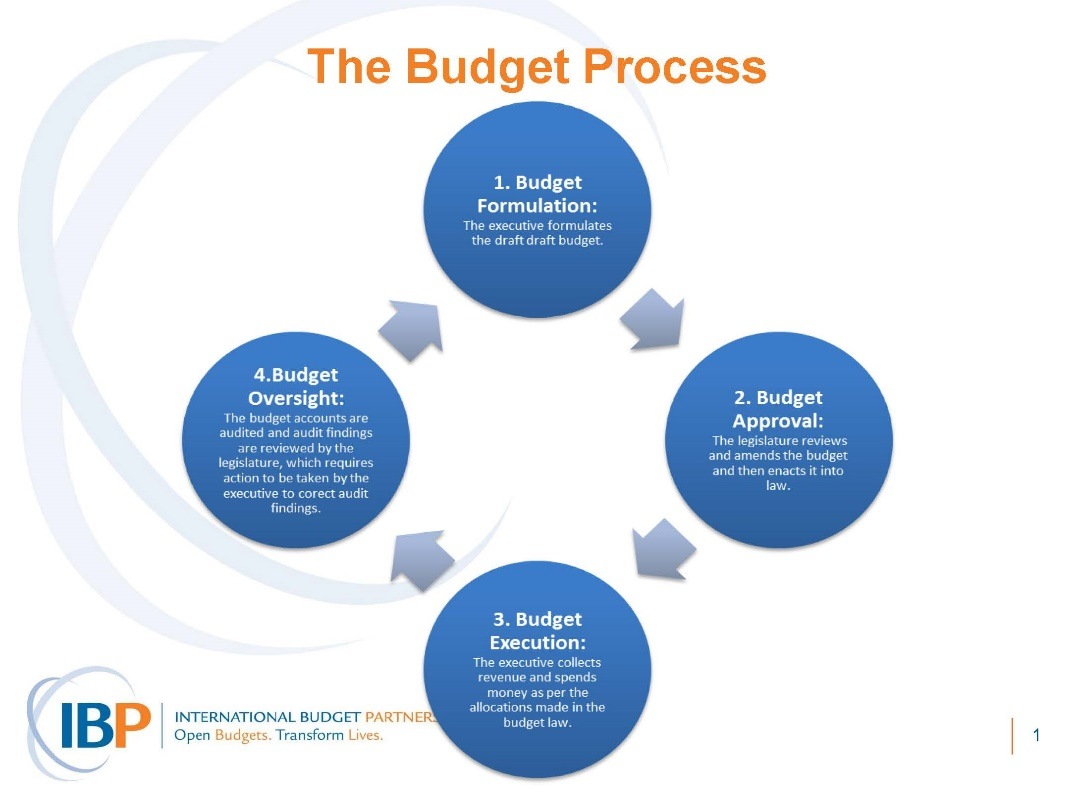 The Budget Process
1. Budget
Formulation:
The executive formulates
the draft draft budget.
2. Budget
Approval:
The legislature reviews
and amends the budget
and then enacts it into
law.
3. Budget
Execution:
The executive collects
revenue and spends
money as per the
allocations made in the
budget law.
4.Budget
Oversight:
The budget accounts are
audited and audit findings
are reviewed by the
legislature, which requires
action to be taken by the
executive to corect audit
findings.
IBP
INTERNATIONAL BUDGET PARTNERS
Open Budgets. Transform Lives.
1